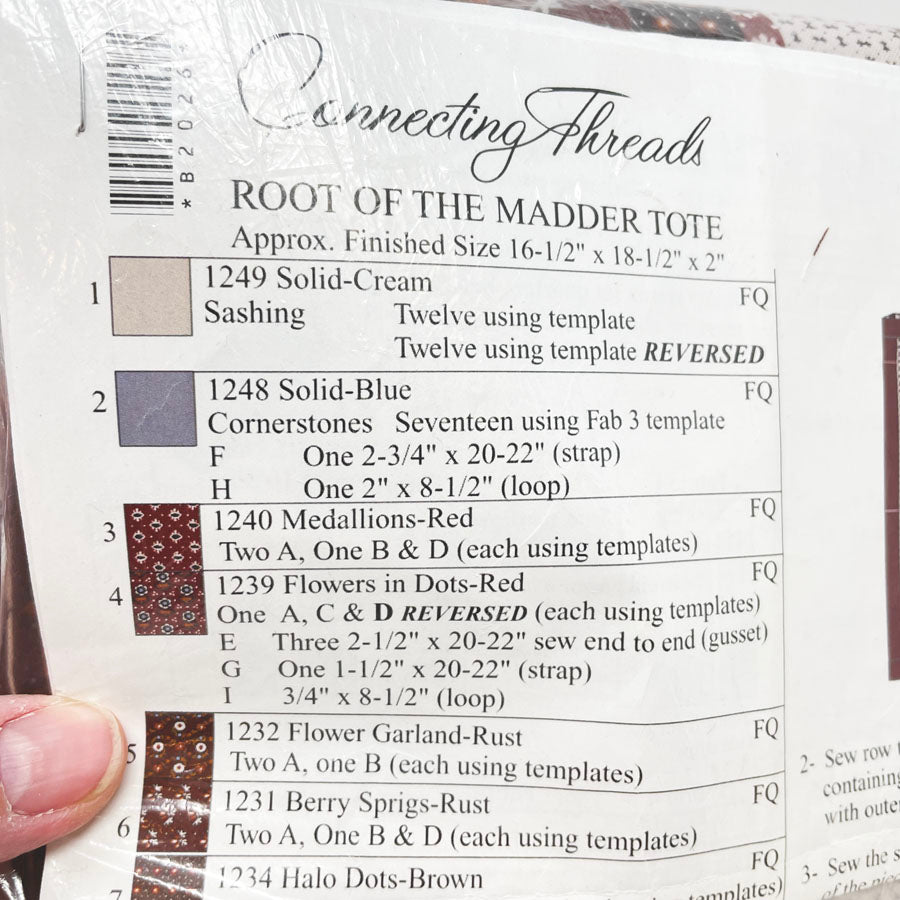 *B20264
Connecting Threads
ROOT OF THE MADDER TOTE
Approx. Finished Size 16-1/2" x 18-1/2" x 2"
1 1249 Solid-Cream FQ
Sashing Twelve using template
Twelve using template REVERSED
2 1248 Solid-Blue FQ
Cornerstones Seventeen using Fab 3 template
F One 2-3/4" x 20-22" (strap)
H One 2" x 8-1/2" (loop)
3 1240 Medallions-Red FQ
Two A, One B & D (each using templates)
4 1239 Flowers in Dots-Red FQ
One A, C & D REVERSED (each using templates)
E Three 2-1/2" x 20-22" sew end to end (gusset)
G One 1-1/2" x 20-22" (strap)
I 3/4" x 8-1/2" (loop)
5 1232 Flower Garland-Rust FQ
Two A, one B (each using templates)
6 1231 Berry Sprigs-Rust FQ
Two A, One B & D (each using templates)
7 1234 Halo Dots-Brown FQ
templates)
2- Sew row
containing
with outer
3- Sew the
of the